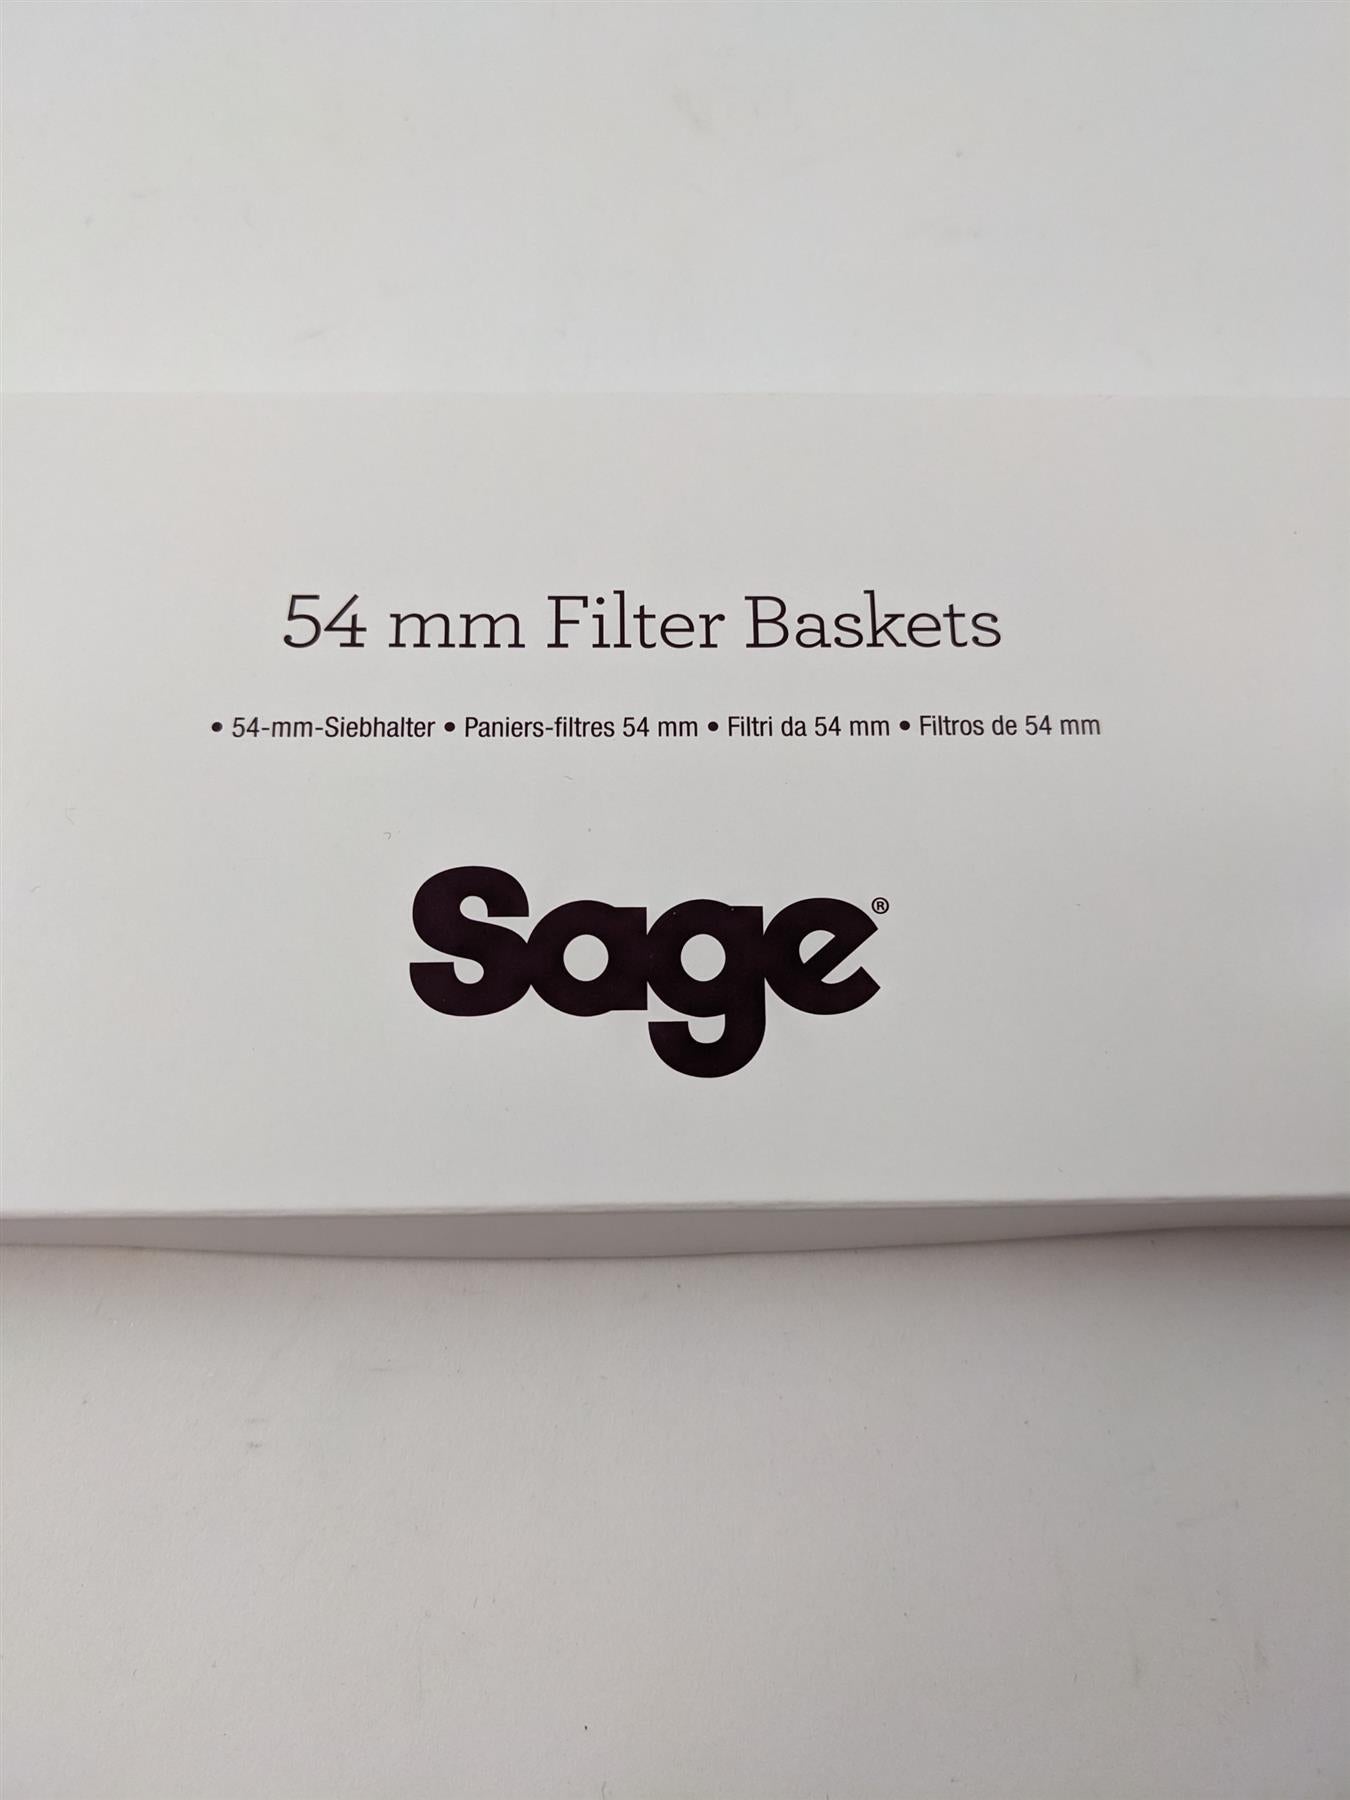 54 mm Filter Baskets
• 54-mm-Siebhalter • Paniers-filtres 54 mm • Filtri da 54 mm • Filtros de 54 mm
Sage®